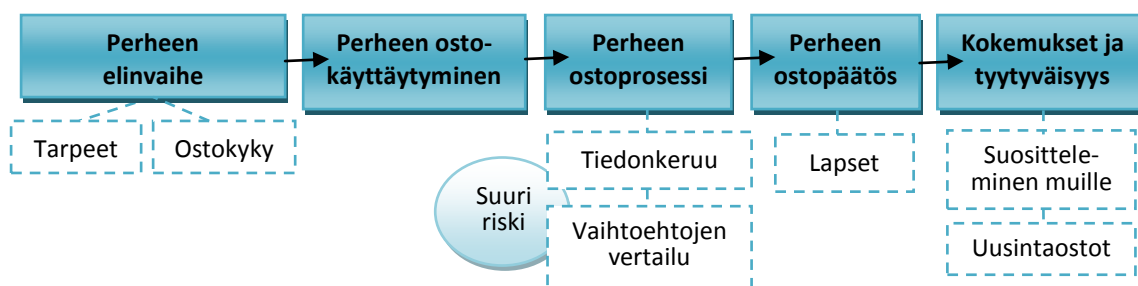 Perheen
elinvaihe
Perheen osto-
käyttäytyminen
Perheen
ostoprosessi
Perheen
ostopäätös
Kokemukset ja
tyytyväisyys
Tarpeet
Ostokyky
Suuri
riski
Tiedonkeruu
Vaihtoehtojen
vertailu
Lapset
Suosittele-
minen muille
Uusintaostot